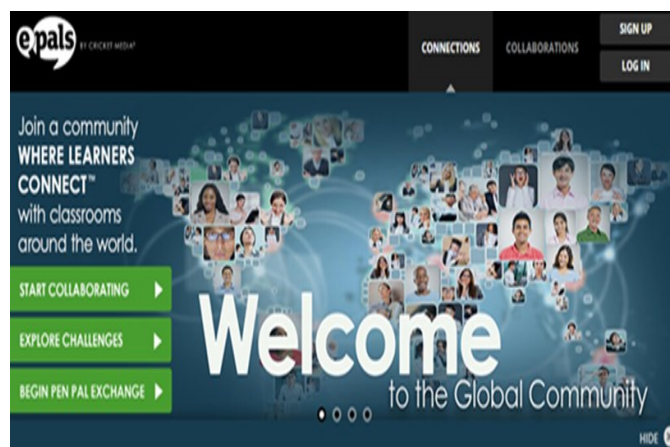 epals BY CRICKET MEDIA
CONNECTIONS
COLLABORATIONS
SIGN UP
LOG IN
Join a community
WHERE LEARNERS
CONNECT™
with classrooms
around the world.
START COLLABORATING
EXPLORE CHALLENGES
BEGIN PEN PAL EXCHANGE
Welcome
to the Global Community
HIDE